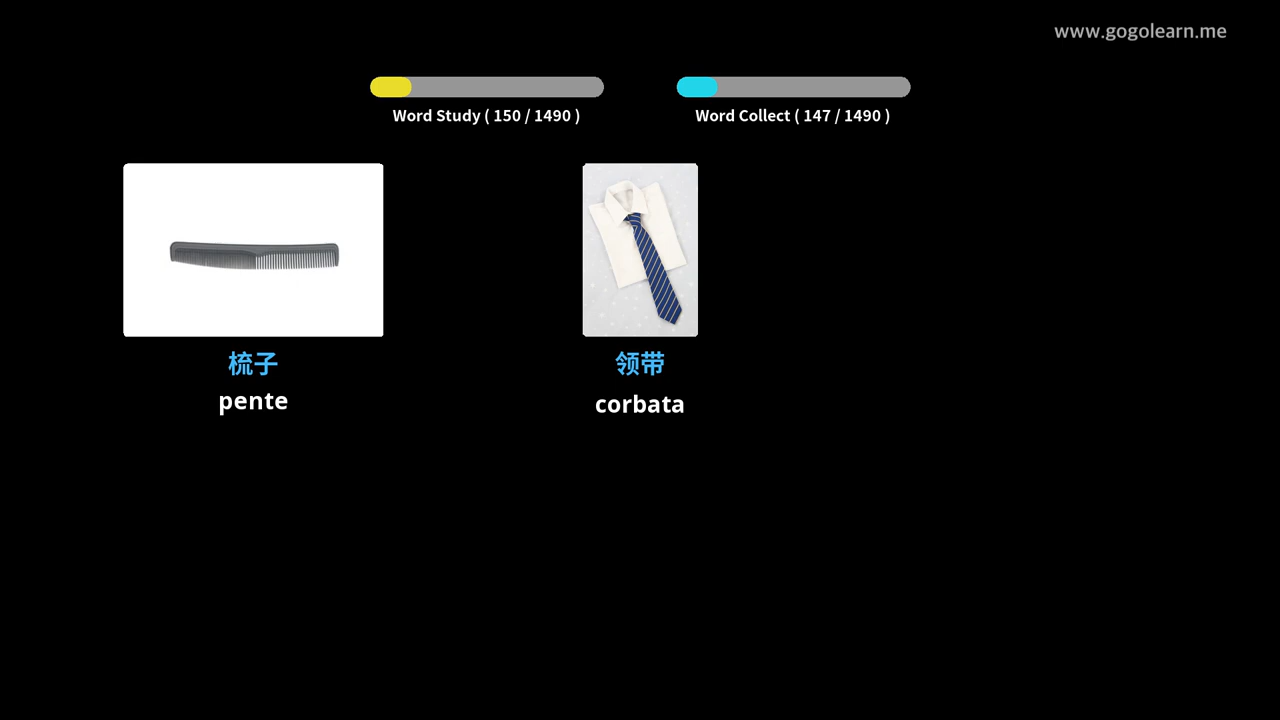 www.gogolearn.me
Word Study ( 150 / 1490 )
Word Collect ( 147 / 1490 )
梳子
pente
领带
corbata